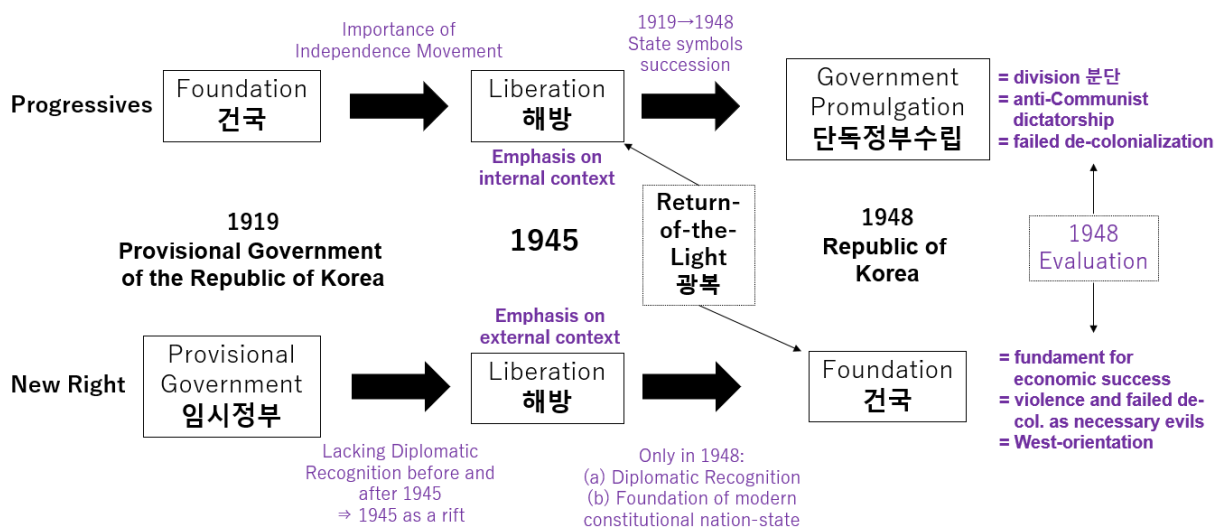 Importance of
Independence Movement
1919→1948
State symbols
succession
Progressives
Foundation
건국
Liberation
해방
Government
Promulgation
단독정부수립
= division 분단
= anti-Communist
dictatorship
= failed de-colonialization
Emphasis on
internal context
1919
Provisional Government
of the Republic of Korea
1945
Return-
of-the-
Light
広復
1948
Republic of
Korea
1948
Evaluation
Emphasis on
external context
New Right
Provisional
Government
임시정부
Liberation
해방
Foundation
건국
= fundament for
economic success
= violence and failed de-
col. as necessary evils
= West-orientation
Lacking Diplomatic
Recognition before and
after 1945
⇒ 1945 as a rift
Only in 1948:
(a) Diplomatic Recognition
(b) Foundation of modern
constitutional nation-state